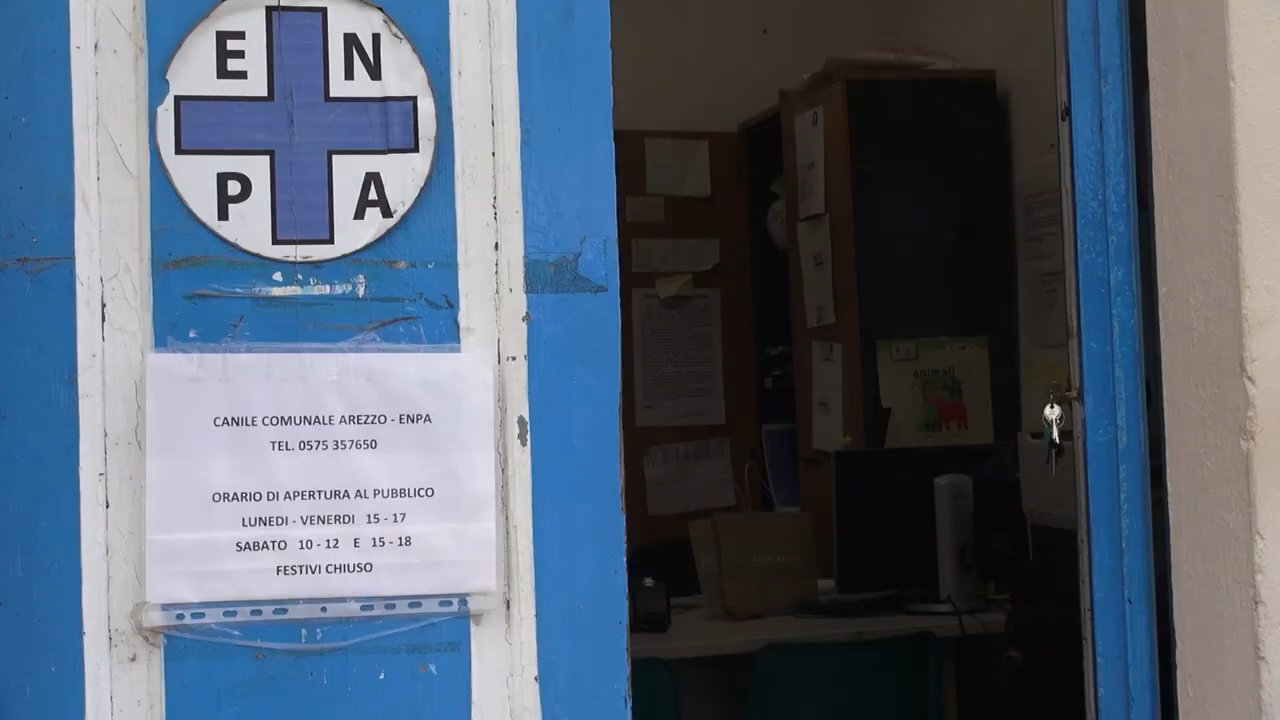 E N
P A
CANILE COMUNALE AREZZO - ENPA
TEL. 0575 357650
ORARIO DI APERTURA AL PUBBLICO
LUNEDI - VENERDI 15 - 17
SABATO 10 - 12 E 15 - 18
FESTIVI CHIUSO
animali